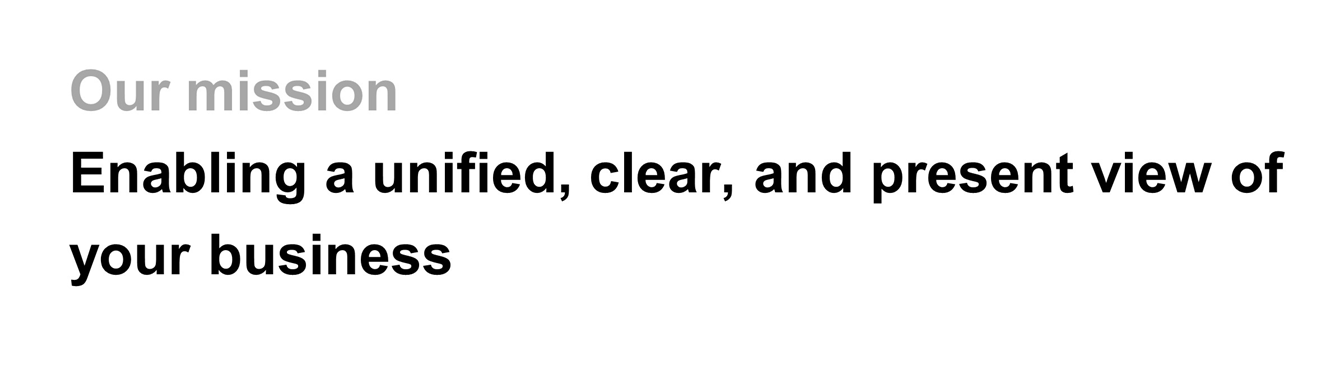 Our mission
Enabling a unified, clear, and present view of
your business